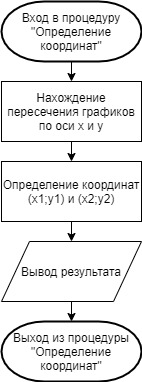 Вход в процедуру
"Определение
координат"
Нахождение
пересечения графиков
по оси x и y
Определение координат
(x1;y1) и (x2;y2)
Вывод результата
Выход из процедуры
"Определение
координат"